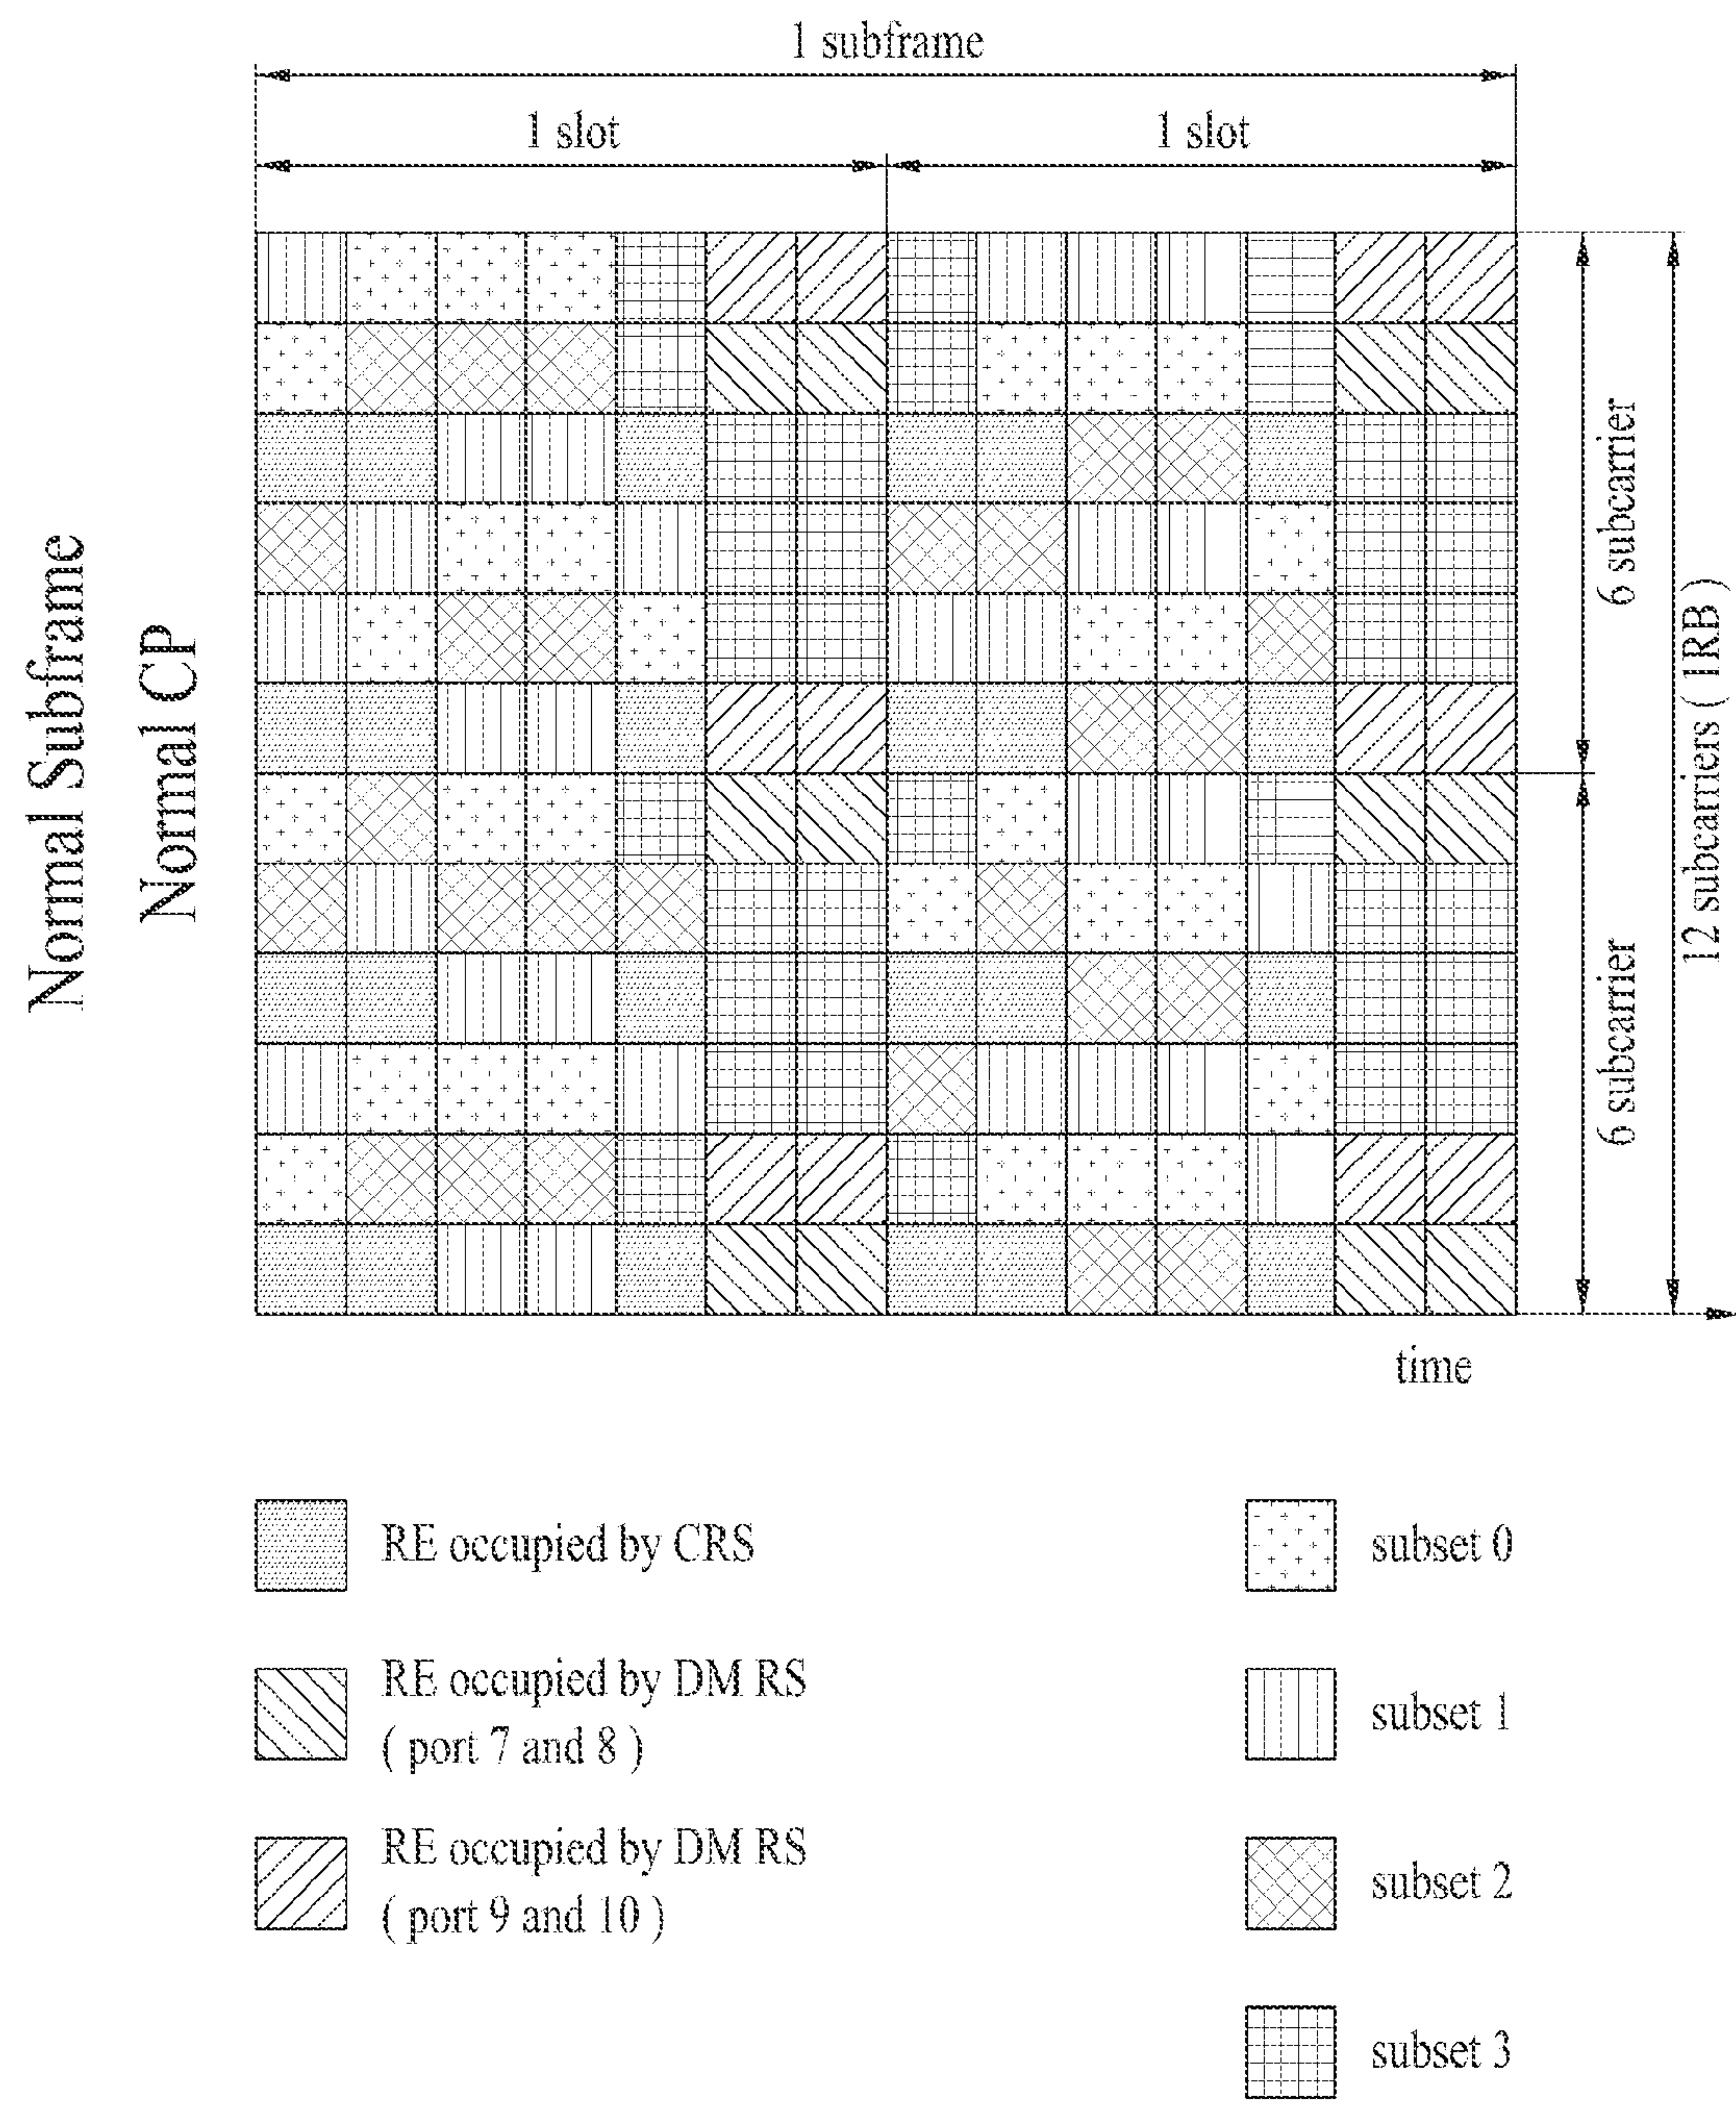 1 subframe
1 slot
1 slot
Normal Subframe
Normal CP
6 subcarrier
6 subcarrier
12 subcarriers ( 1RB )
time
RE occupied by CRS
RE occupied by DM RS
( port 7 and 8 )
RE occupied by DM RS
( port 9 and 10 )
subset 0
subset 1
subset 2
subset 3